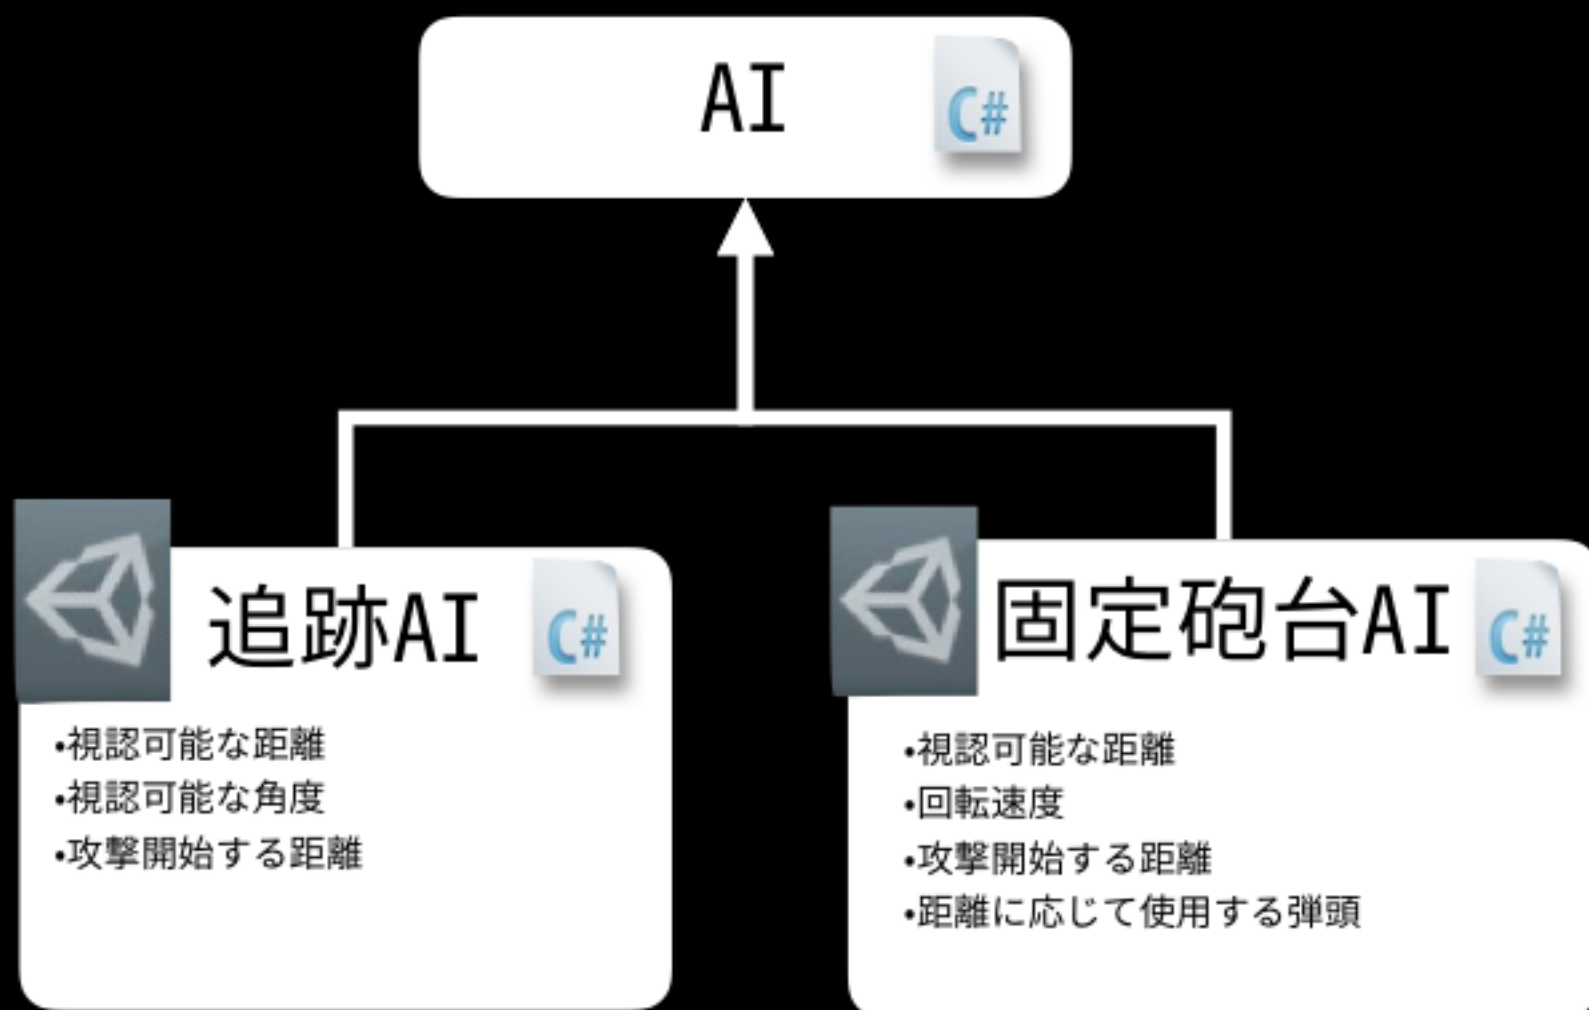 AI
C#
追跡AI
C#
•視認可能な距離
•視認可能な角度
•攻撃開始する距離
固定砲台AI
C#
•視認可能な距離
•回転速度
•攻撃開始する距離
•距離に応じて使用する弾頭